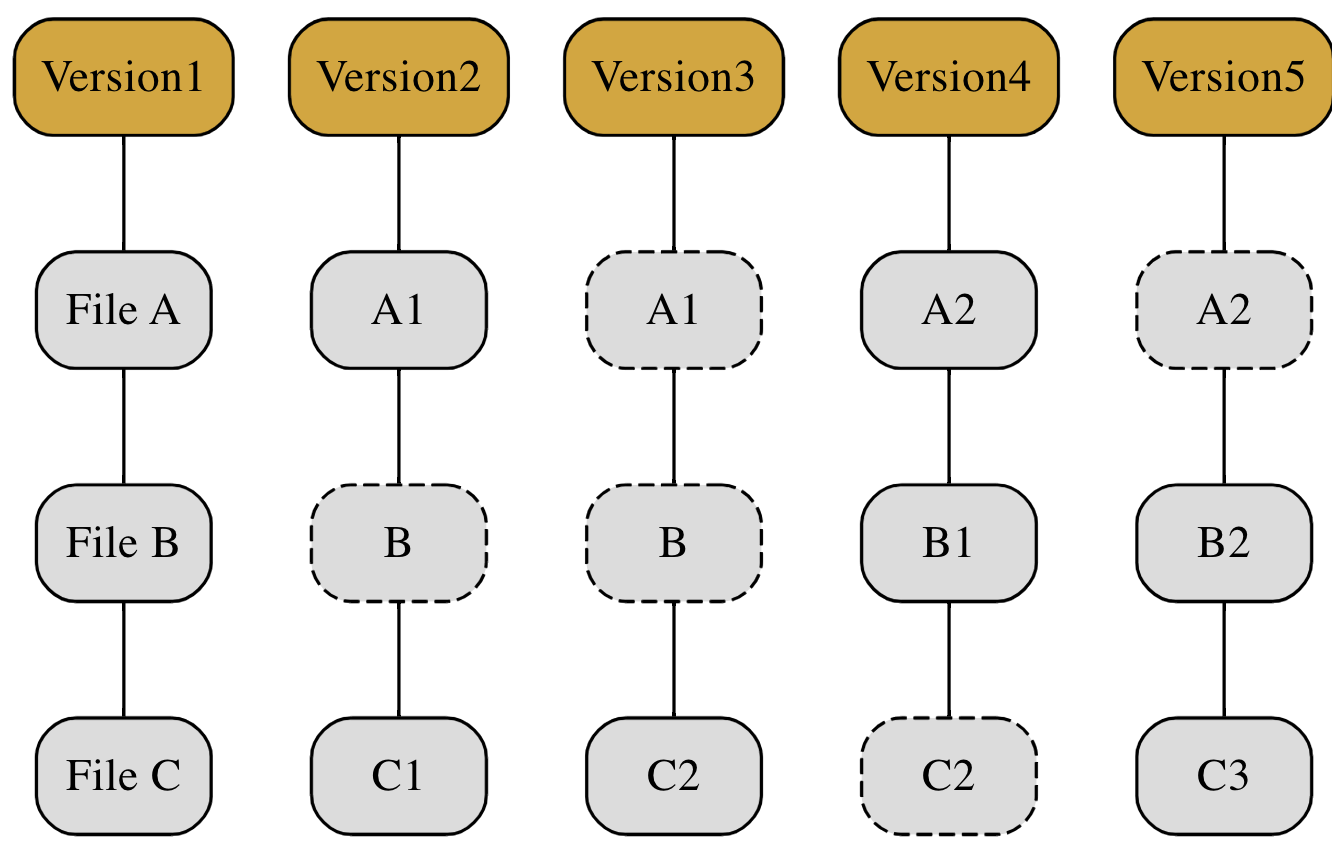 Version1
Version2
Version3
Version4
Version5
File A
A1
A1
A2
A2
File B
B
B
B1
B2
File C
C1
C2
C2
C3